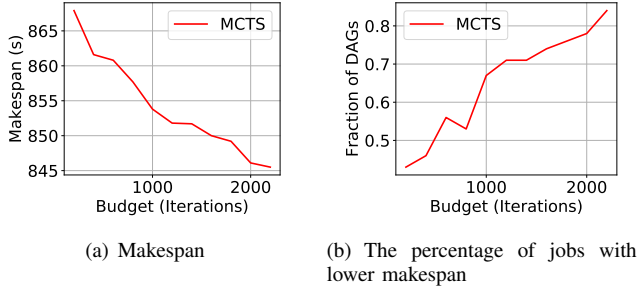 MCTS
865
860
855
850
845
1000
2000
Makespan (s)
Budget (Iterations)
(a) Makespan
MCTS
0.8
0.7
0.6
0.5
1000
2000
Fraction of DAGs
Budget (Iterations)
(b) The percentage of jobs with
lower makespan